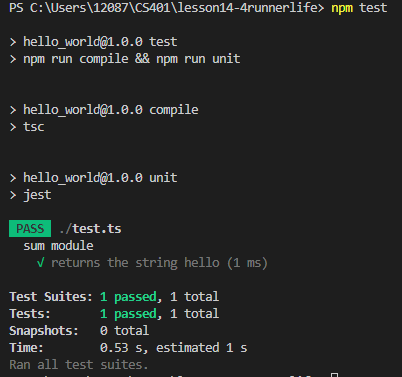 PS C:\Users\12087\CS401\lesson14-4runnerlife> npm test
> hello_world@1.0.0 test
> npm run compile && npm run unit
> hello_world@1.0.0 compile
> tsc
> hello_world@1.0.0 unit
> jest
PASS ./test.ts
sum module
√ returns the string hello (1 ms)
Test Suites: 1 passed, 1 total
Tests: 1 passed, 1 total
Snapshots: 0 total
Time: 0.53 s, estimated 1 s
Ran all test suites.